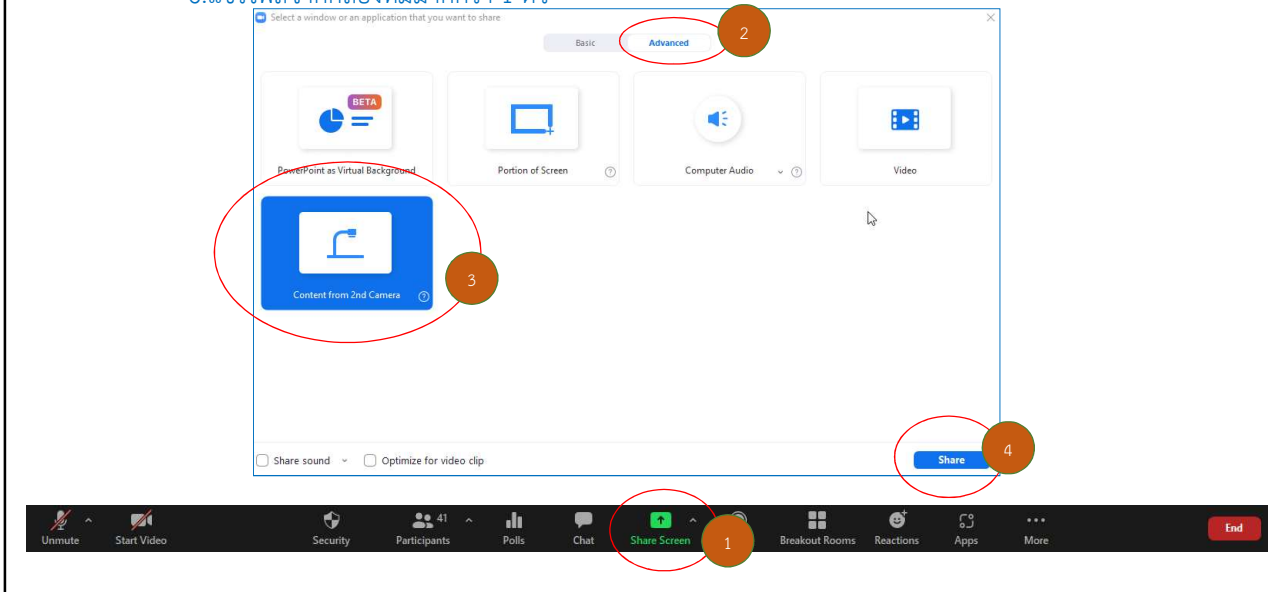 Select a window or an application that you want to share
Basic
Advanced
2
BETA
PowerPoint as Virtual Background
Portion of Screen
Computer Audio
Video
Content from 2nd Camera
3
Share sound
Optimize for video clip
Share
4
Unmute
Start Video
Security
41
Participants
Polls
Chat
Share Screen
1
Breakout Rooms
Reactions
Apps
More
End